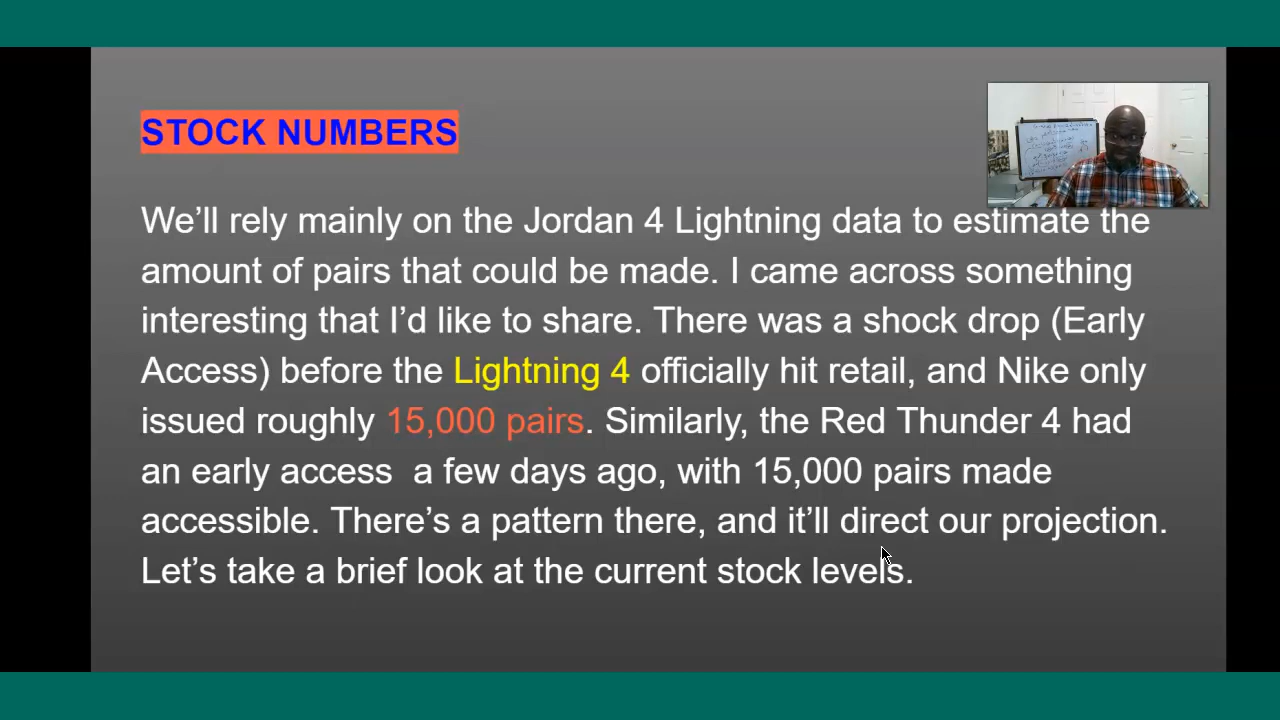 STOCK NUMBERS
We’ll rely mainly on the Jordan 4 Lightning data to estimate the
amount of pairs that could be made. I came across something
interesting that I’d like to share. There was a shock drop (Early
Access) before the Lightning 4 officially hit retail, and Nike only
issued roughly 15,000 pairs. Similarly, the Red Thunder 4 had
an early access  a few days ago, with 15,000 pairs made
accessible. There’s a pattern there, and it’ll direct our projection.
Let’s take a brief look at the current stock levels.